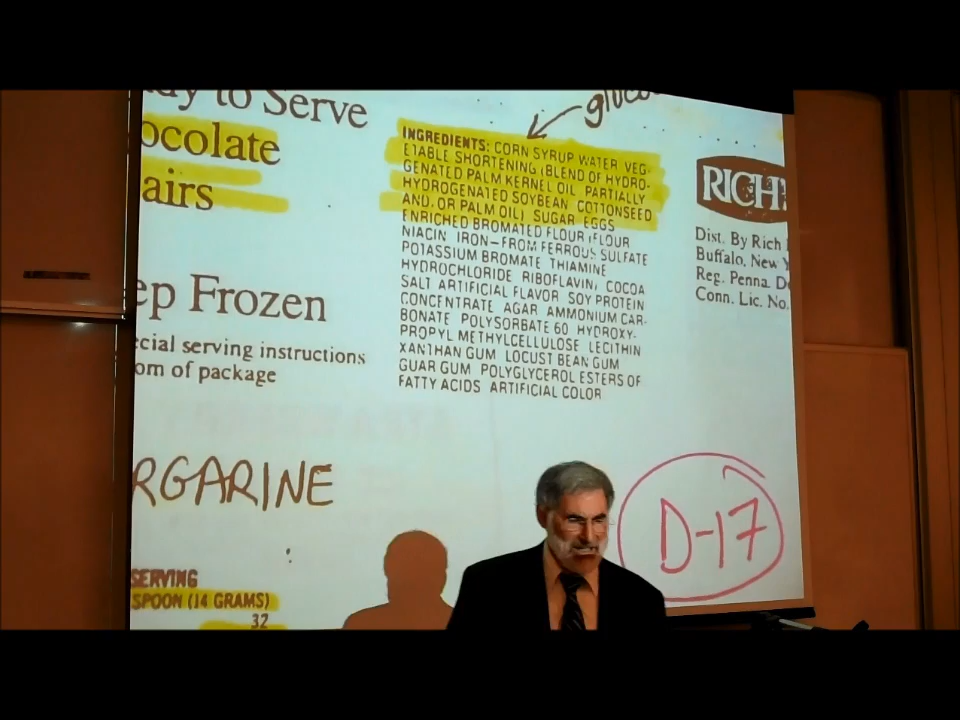 dy to Serve
ocolate
airs
ep Frozen
cial serving instructions
om of package
gluco
INGREDIENTS: CORN SYRUP WATER VEG-
ETABLE SHORTENING (BLEND OF HYDRO-
GENATED PALM KERNEL OIL PARTIALLY
HYDROGENATED SOYBEAN COTTONSEED
AND/OR PALM OIL) SUGAR EGGS
ENRICHED BROMATED FLOUR (FLOUR
NIACIN IRON-FROM FERROUS SULFATE
POTASSIUM BROMATE THIAMINE
HYDROCHLORIDE RIBOFLAVIN, COCOA
SALT ARTIFICIAL FLAVOR SOY PROTEIN
CONCENTRATE AGAR AMMONIUM CAR-
BONATE POLYSORBATE 60 HYDROXY-
PROPYL METHYLCELLULOSE LECITHIN
XANTHAN GUM LOCUST BEAN GUM
GUAR GUM POLYGLYCEROL ESTERS OF
FATTY ACIDS ARTIFICIAL COLOR
RICH'
Dist. By Rich
Buffalo, New Y
Reg. Penna. D
Conn. Lic. No.
RGARINE
SERVING
SPOON (14 GRAMS)
32
D-17